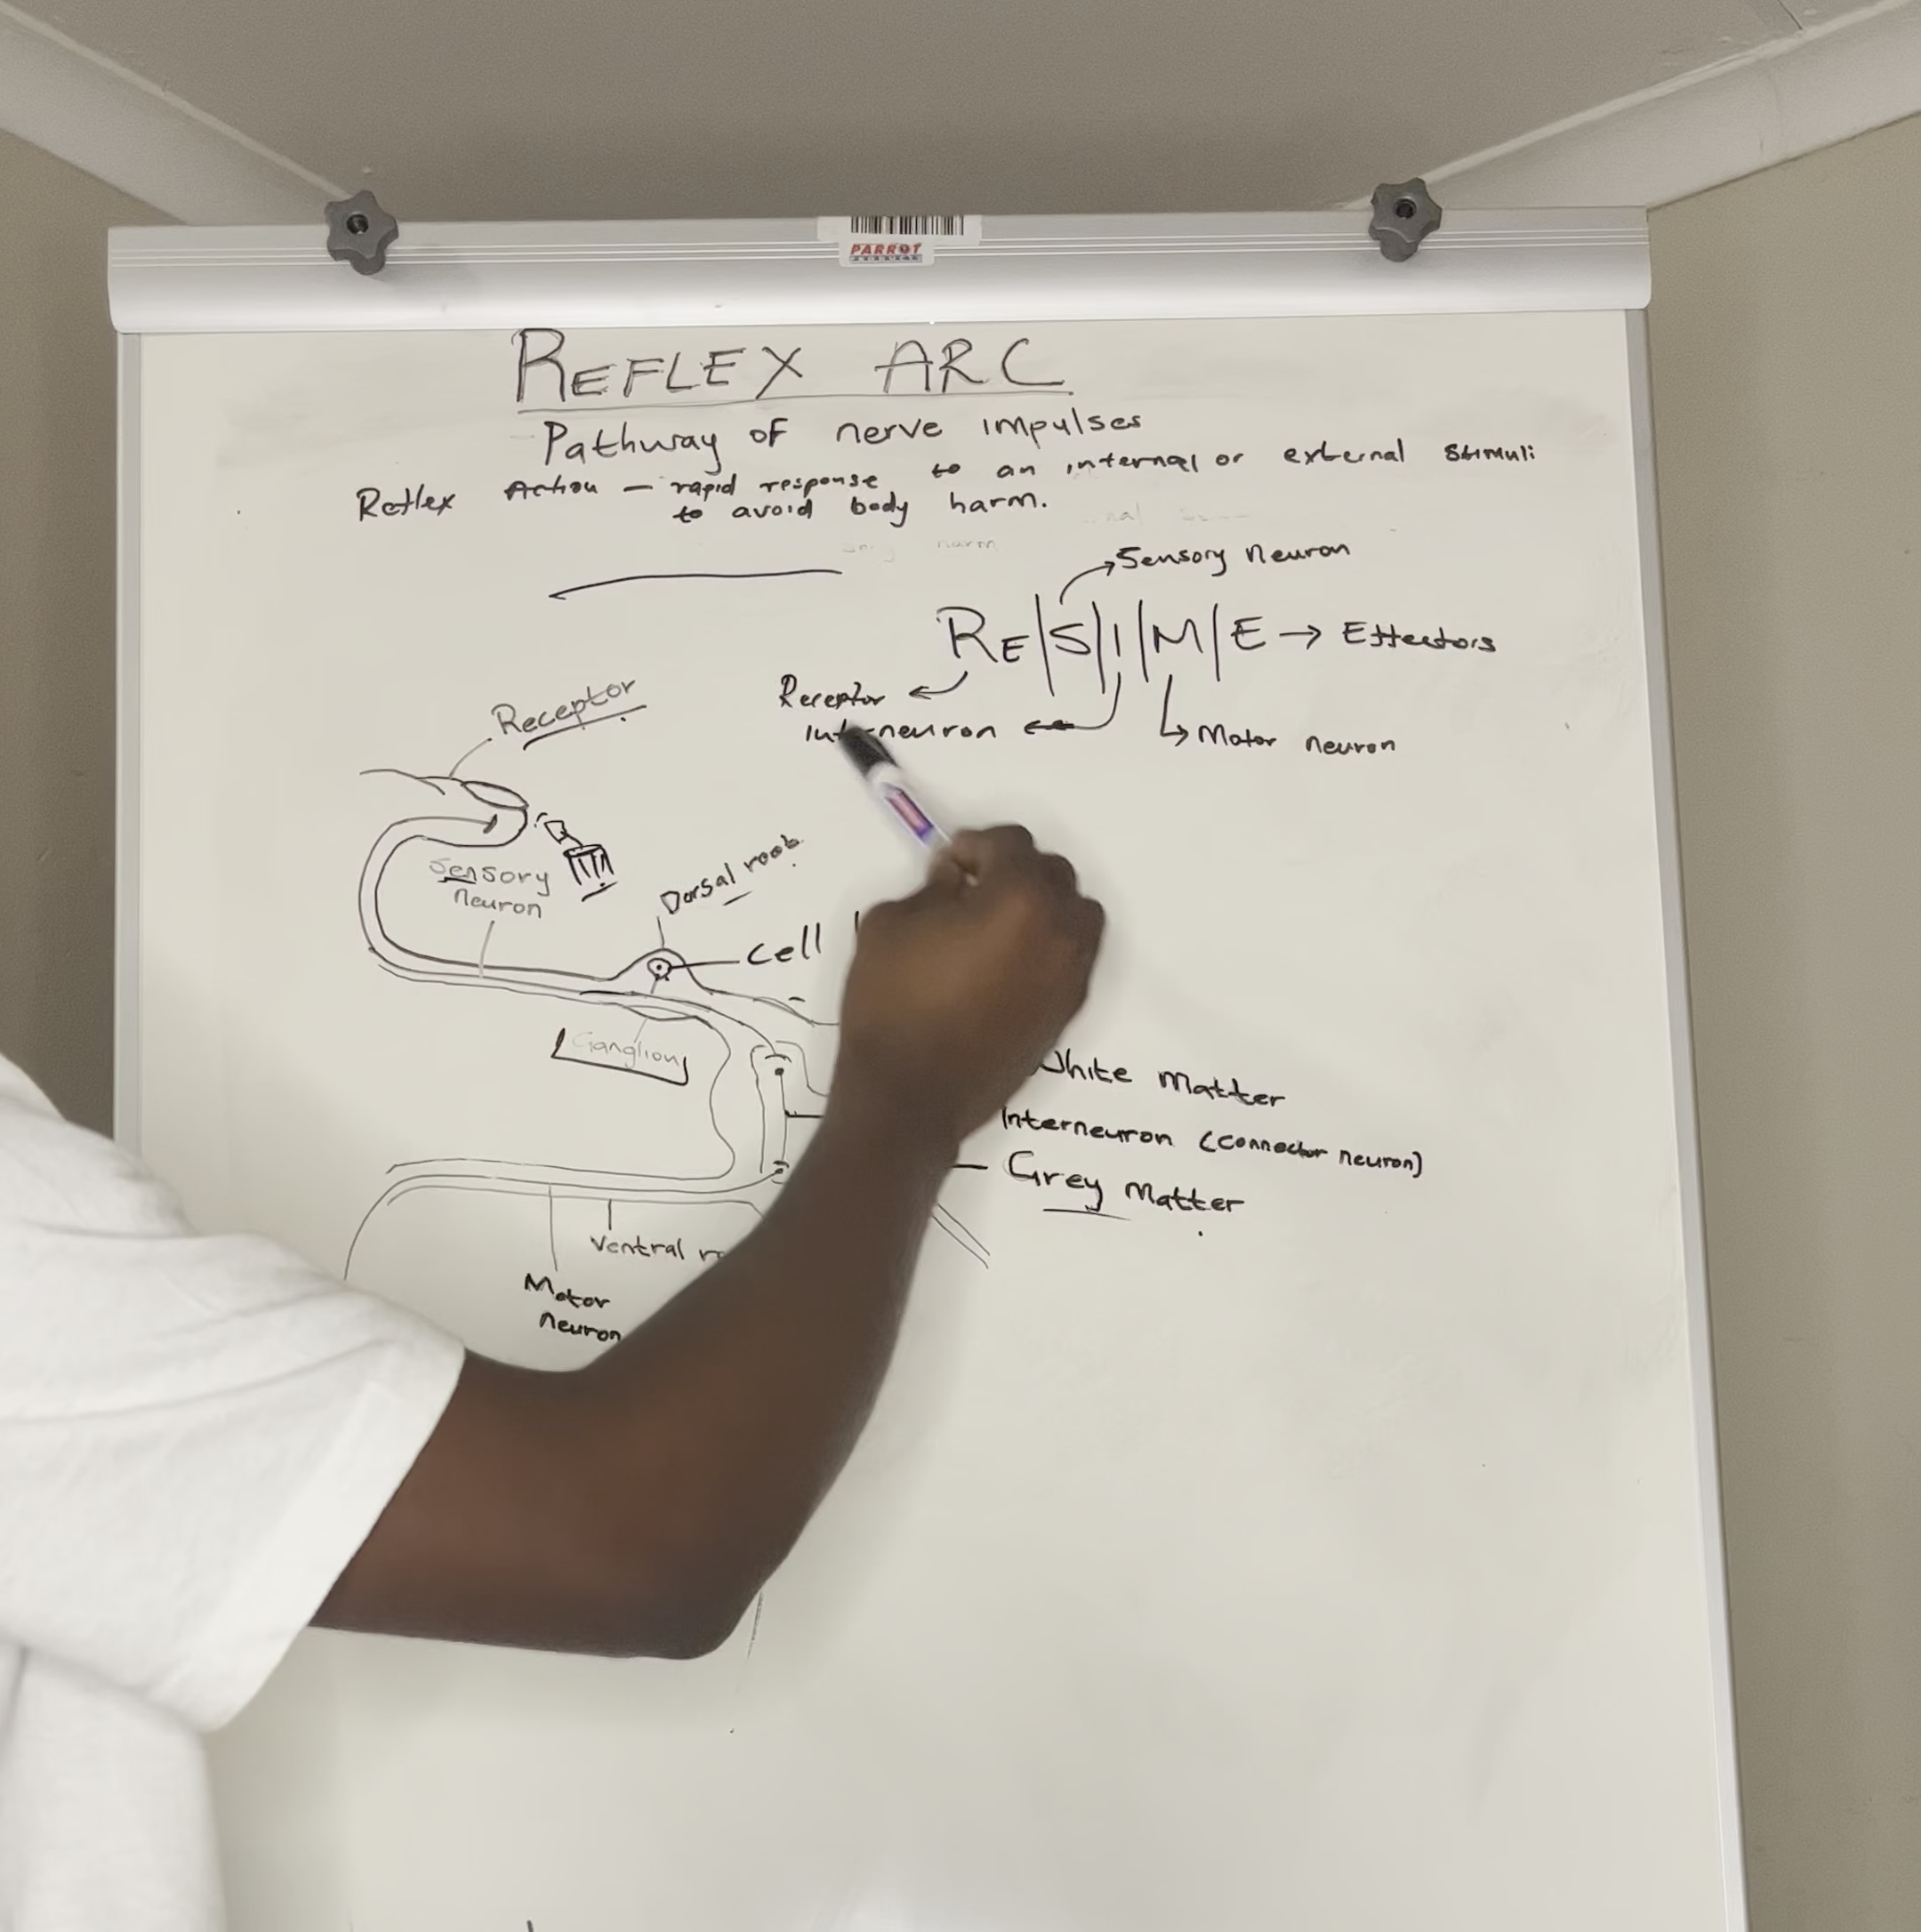 PARROT
REFLEX ARC
Pathway of nerve impulses
Reflex Action — rapid response to an internal or external stimuli
to avoid body harm.
Sensory Neuron
RE|S|I|M|E → Effectors
Receptor
Interneuron
Motor neuron
Receptor
Sensory
neuron
Dorsal root
Cell
Ganglion
White Matter
Interneuron (connector neuron)
Grey Matter
Ventral
Motor
neuron